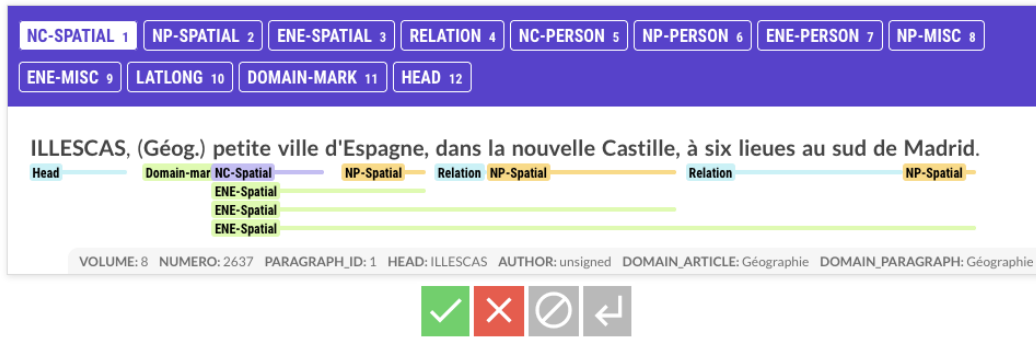 NC-SPATIAL 1 NP-SPATIAL 2 ENE-SPATIAL 3 RELATION 4 NC-PERSON 5 NP-PERSON 6 ENE-PERSON 7 NP-MISC 8
ENE-MISC 9 LATLONG 10 DOMAIN-MARK 11 HEAD 12
ILLESCAS, (Géog.) petite ville d'Espagne, dans la nouvelle Castille, à six lieues au sud de Madrid.
Head Domain-mar NC-Spatial NP-Spatial Relation NP-Spatial Relation NP-Spatial
ENE-Spatial
ENE-Spatial
ENE-Spatial
VOLUME: 8 NUMERO: 2637 PARAGRAPH_ID: 1 HEAD: ILLESCAS AUTHOR: unsigned DOMAIN_ARTICLE: Géographie DOMAIN_PARAGRAPH: Géographie